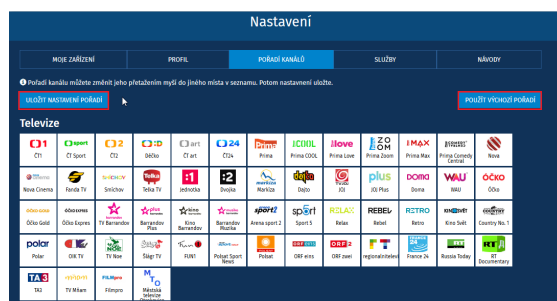 Nastavení
MOJE ZAŘÍZENÍ PROFIL POŘADÍ KANÁLŮ SLUŽBY NÁVODY
Pořadí kanálu můžete změnit jeho přetažením myší do jiného místa v seznamu. Potom nastavnení uložte.
ULOŽIT NASTAVENÍ POŘADÍ POUŽÍT VÝCHOZÍ POŘADÍ
Televize
ČT1 ČT Sport ČT2 Déčko ČT art ČT24 Prima Prima COOL Prima Love Prima Zoom Prima Max Prima Comedy Central Nova
Nova Cinema Fanda TV Smíchov Telka TV Jednotka Dvojka Markíza Dajto JOJ JOJ Plus Doma WAU Óčko
Óčko Gold Óčko Expres TV Barrandov Barrandov Plus Kino Barrandov Barrandov Muzika Arena sport 2 Sport 5 Relax Rebel Retro Kino Svět Country No. 1
Polar OIK TV TV Noe Šlágr TV FUN1 Polsat Sport News Polsat ORF eins ORF zwei regionalnitelevize France 24 Russia Today RT Documentary
TA3 TV Mňam Filmpro Městská televize